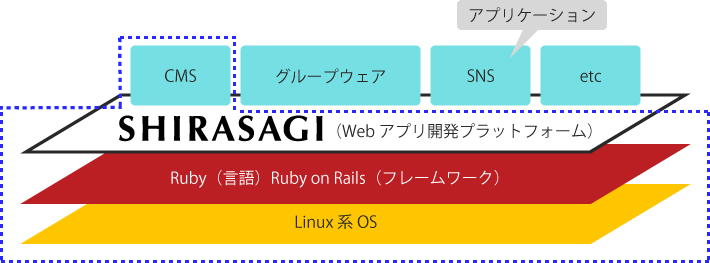 アプリケーション
CMS
グループウェア
SNS
etc
SHIRASAGI（Web アプリ開発プラットフォーム）
Ruby（言語）Ruby on Rails（フレームワーク）
Linux 系 OS